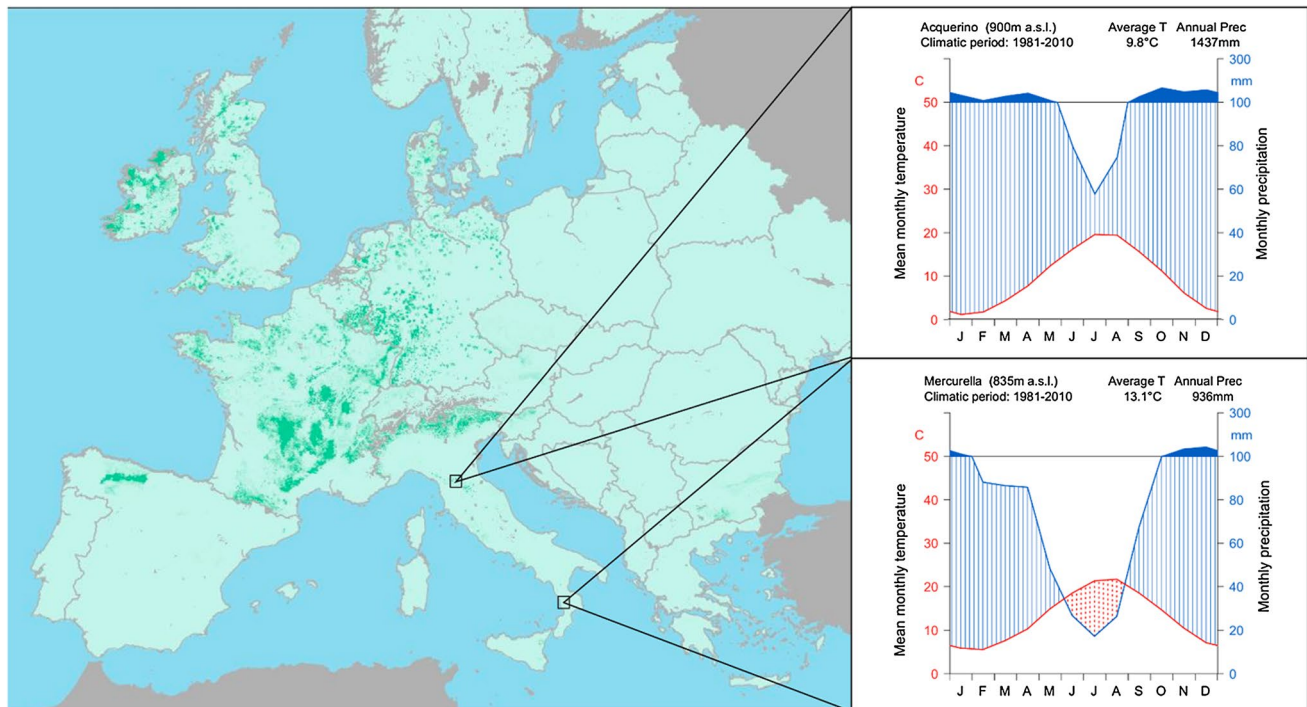 Acquerino (900m a.s.l.) Average T Annual Prec
Climatic period: 1981-2010 9.8°C 1437mm
C
300
mm
50
40
30
20
10
0
100
80
60
40
20
0
Mean monthly temperature
Monthly precipitation
J F M A M J J A S O N D
Mercurella (835m a.s.l.) Average T Annual Prec
Climatic period: 1981-2010 13.1°C 936mm
C
300
mm
50
40
30
20
10
0
100
80
60
40
20
0
Mean monthly temperature
Monthly precipitation
J F M A M J J A S O N D